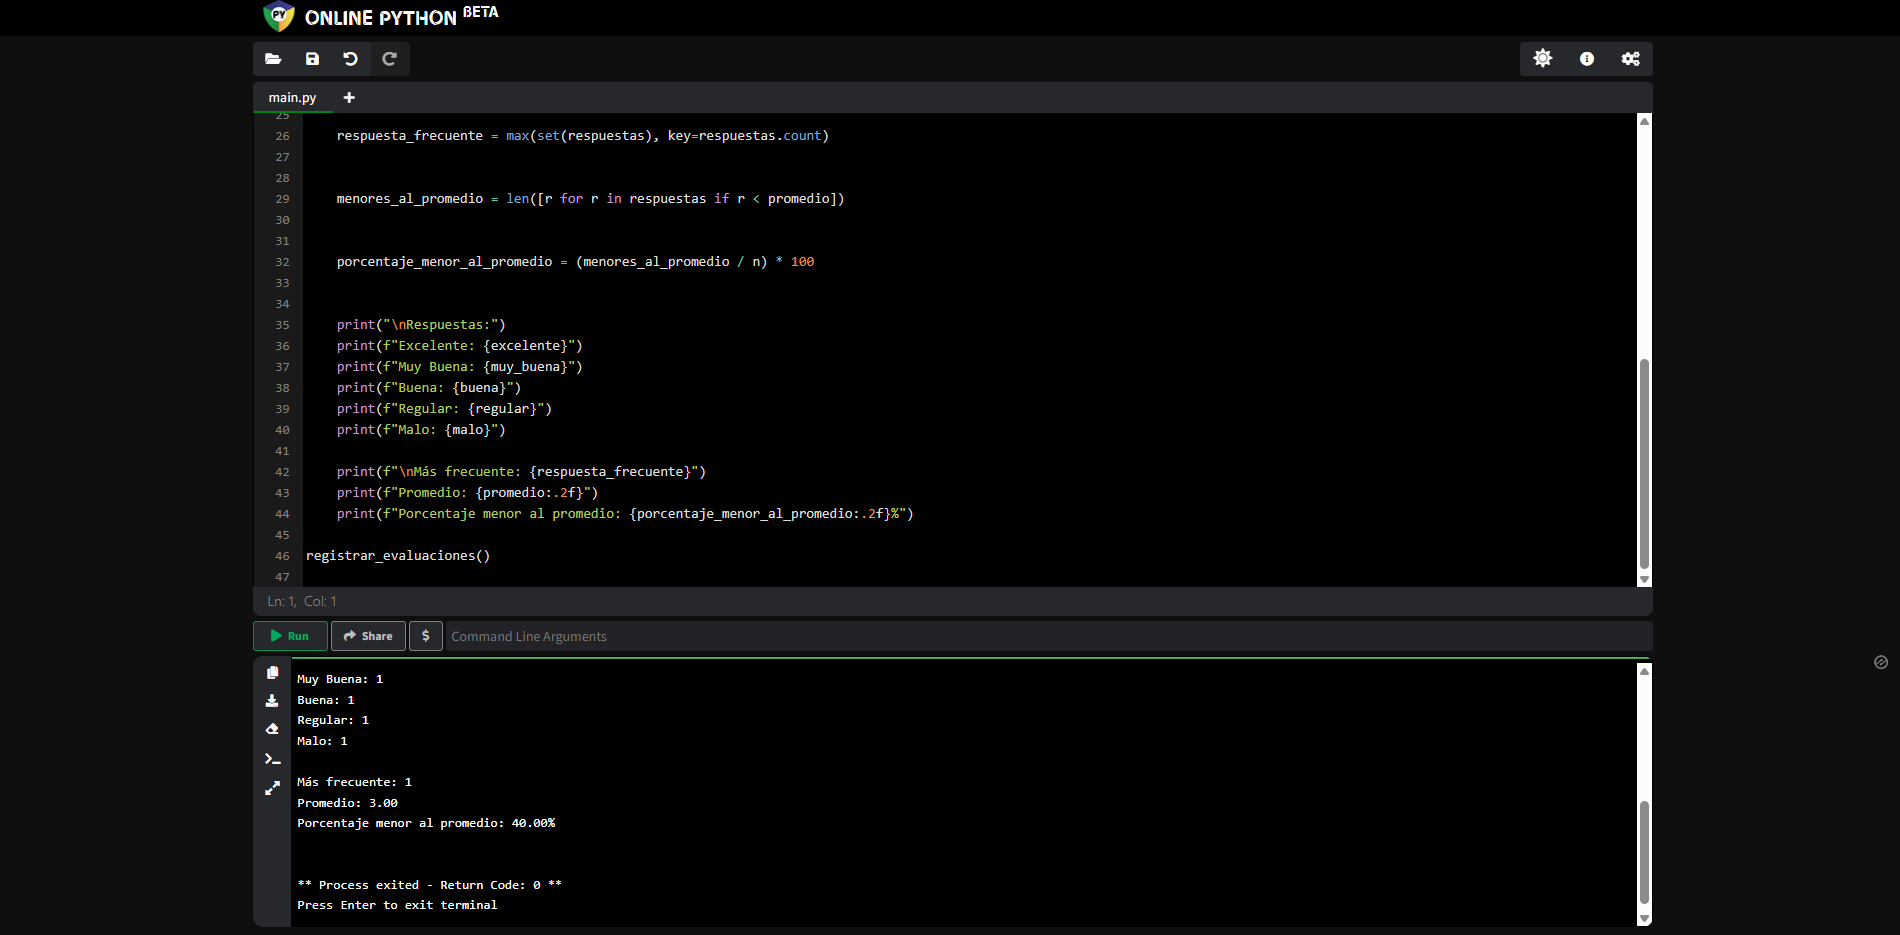 PY ONLINE PYTHON BETA
main.py +
25
26 respuesta_frecuente = max(set(respuestas), key=respuestas.count)
27
28
29 menores_al_promedio = len([r for r in respuestas if r < promedio])
30
31
32 porcentaje_menor_al_promedio = (menores_al_promedio / n) * 100
33
34
35 print("\nRespuestas:")
36 print(f"Excelente: {excelente}")
37 print(f"Muy Buena: {muy_buena}")
38 print(f"Buena: {buena}")
39 print(f"Regular: {regular}")
40 print(f"Malo: {malo}")
41
42 print(f"\nMás frecuente: {respuesta_frecuente}")
43 print(f"Promedio: {promedio:.2f}")
44 print(f"Porcentaje menor al promedio: {porcentaje_menor_al_promedio:.2f}%")
45
46 registrar_evaluaciones()
47
Ln: 1, Col: 1
Run Share $ Command Line Arguments
Muy Buena: 1
Buena: 1
Regular: 1
Malo: 1
Más frecuente: 1
Promedio: 3.00
Porcentaje menor al promedio: 40.00%
** Process exited - Return Code: 0 **
Press Enter to exit terminal